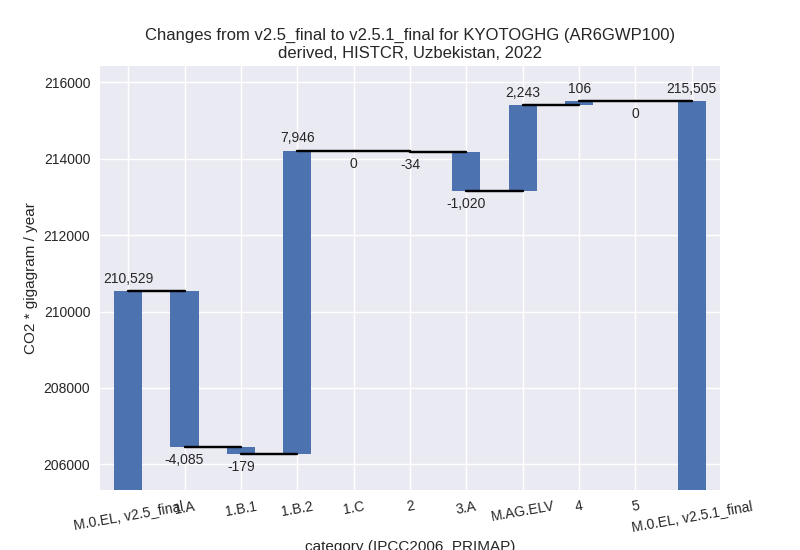 Changes from v2.5_final to v2.5.1_final for KYOTOGHG (AR6GWP100)
derived, HISTCR, Uzbekistan, 2022
CO2 * gigagram / year
216000
214000
212000
210000
208000
206000
210,529
-4,085
-179
7,946
0
-34
-1,020
2,243
106
0
215,505
M.0.EL, v2.5_final
1.A
1.B.1
1.B.2
1.C
2
3.A
M.AG.ELV
4
5
M.0.EL, v2.5.1_final
category (IPCC2006_PRIMAP)